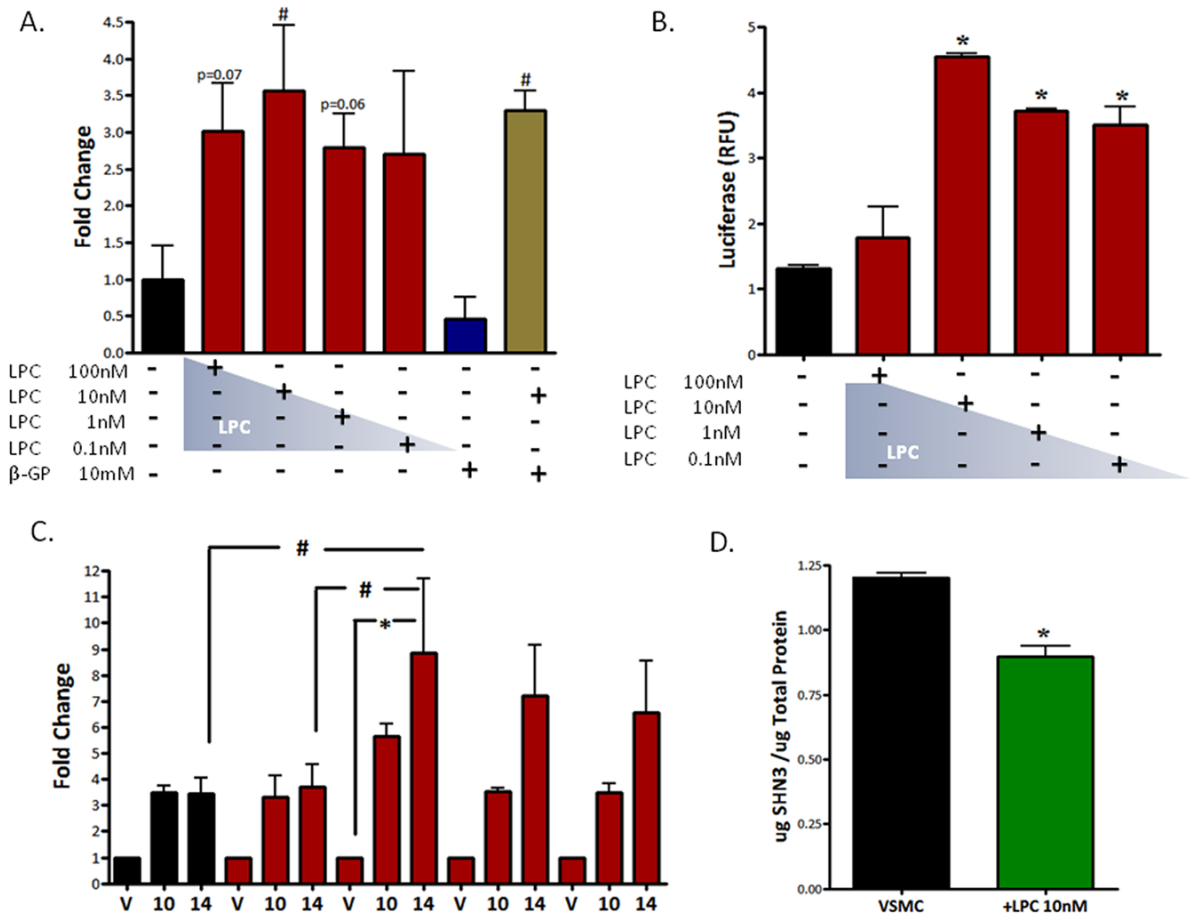 A.
Fold Change
4.5
4.0
3.5
3.0
2.5
2.0
1.5
1.0
0.5
0.0
p=0.07
#
p=0.06
#
LPC 100nM - + - - - - -
LPC 10nM - - + - - - +
LPC 1nM - - - + - - -
LPC 0.1nM - - - - + - -
β-GP 10mM - - - - - + +
LPC
B.
Luciferase (RFU)
5
4
3
2
1
0
*
*
*
LPC 100nM - + - - -
LPC 10nM - - + - -
LPC 1nM - - - + -
LPC 0.1nM - - - - +
LPC
C.
Fold Change
12
11
10
9
8
7
6
5
4
3
2
1
0
#
#
*
V 10 14 V 10 14 V 10 14 V 10 14 V 10 14
D.
ug SHN3 /ug Total Protein
1.25
1.00
0.75
0.50
0.25
0.00
*
VSMC +LPC 10nM